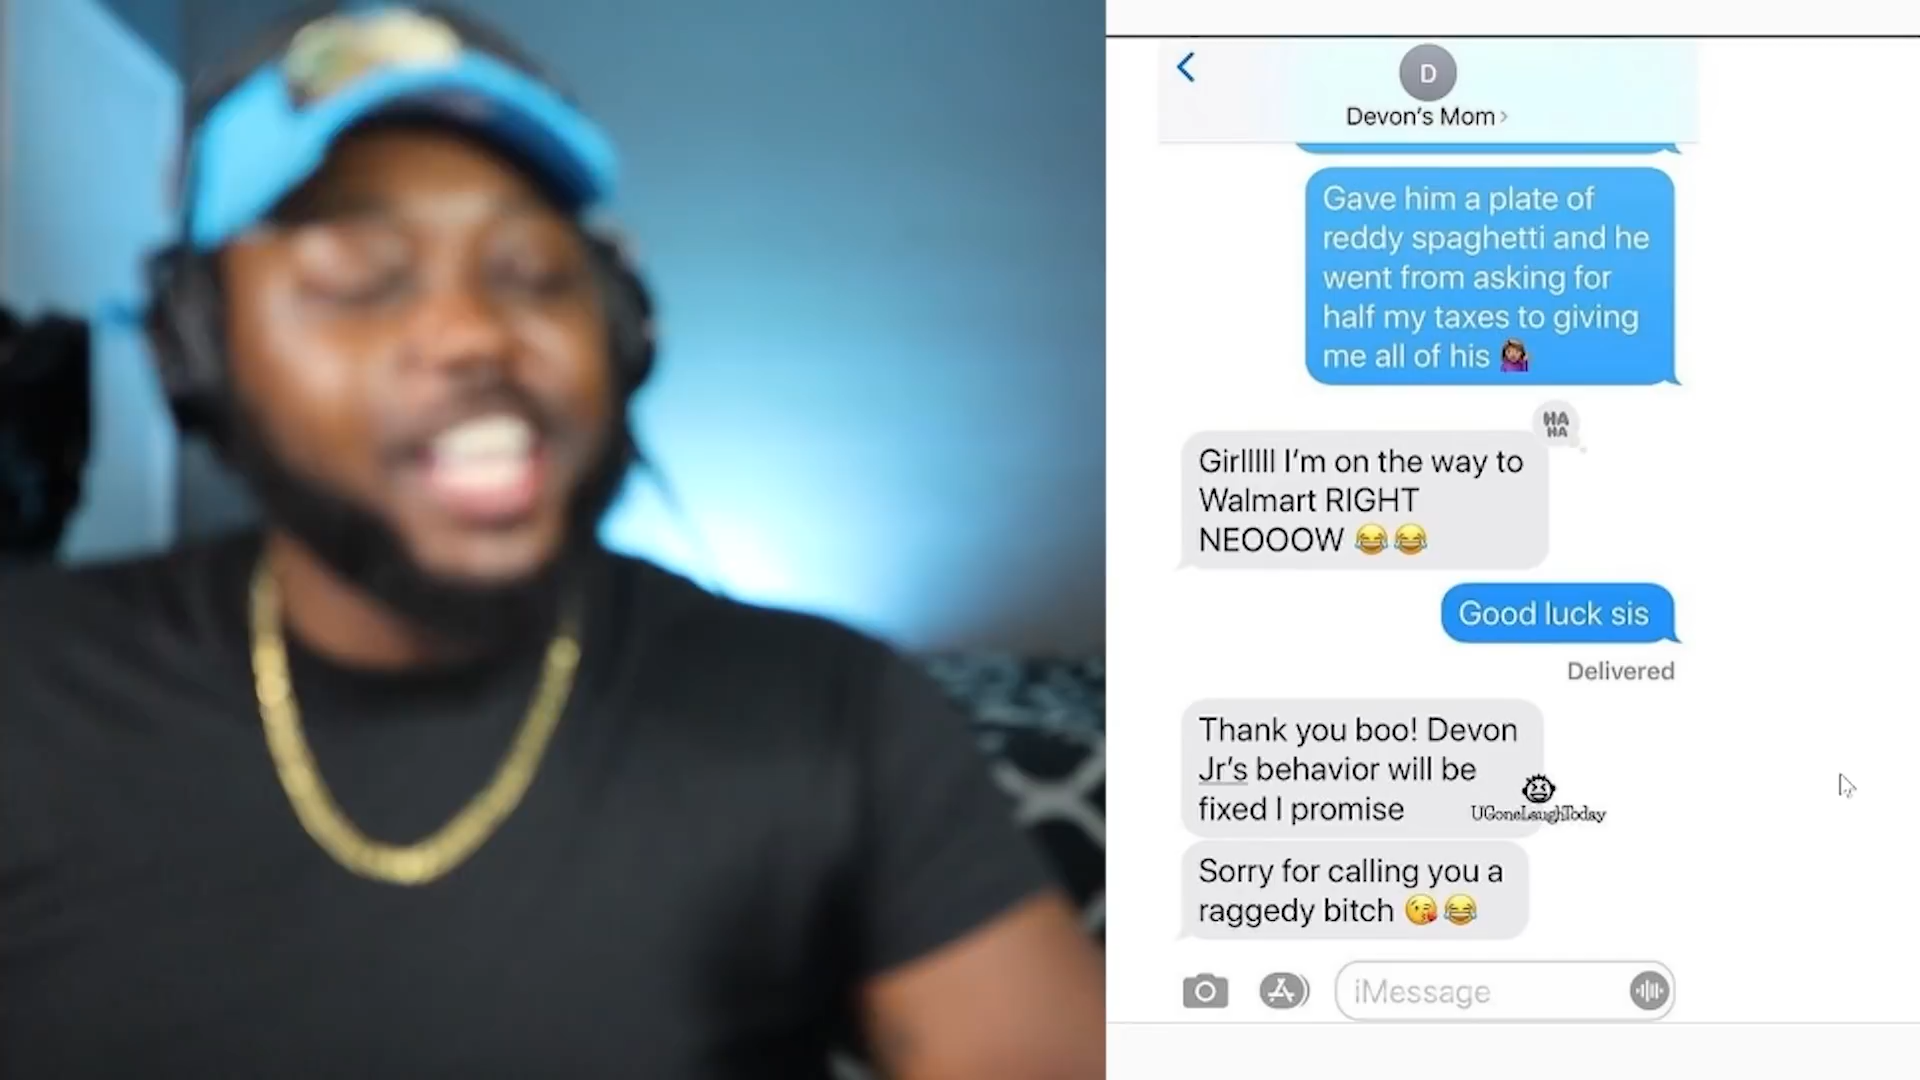 D
Devon's Mom
Gave him a plate of
reddy spaghetti and he
went from asking for
half my taxes to giving
me all of his 💁🏽‍♀️
HA
HA
Girlllll I'm on the way to
Walmart RIGHT
NEOOOW 😂😂
Good luck sis
Delivered
Thank you boo! Devon
Jr's behavior will be
fixed I promise
UGoneLaughToday
Sorry for calling you a
raggedy bitch 😘😂
iMessage